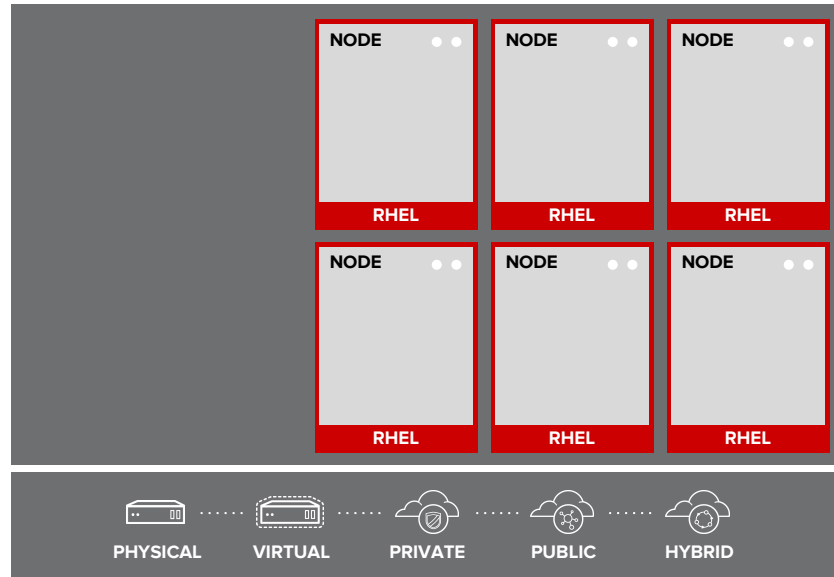 NODE NODE NODE
RHEL RHEL RHEL
NODE NODE NODE
RHEL RHEL RHEL
PHYSICAL VIRTUAL PRIVATE PUBLIC HYBRID